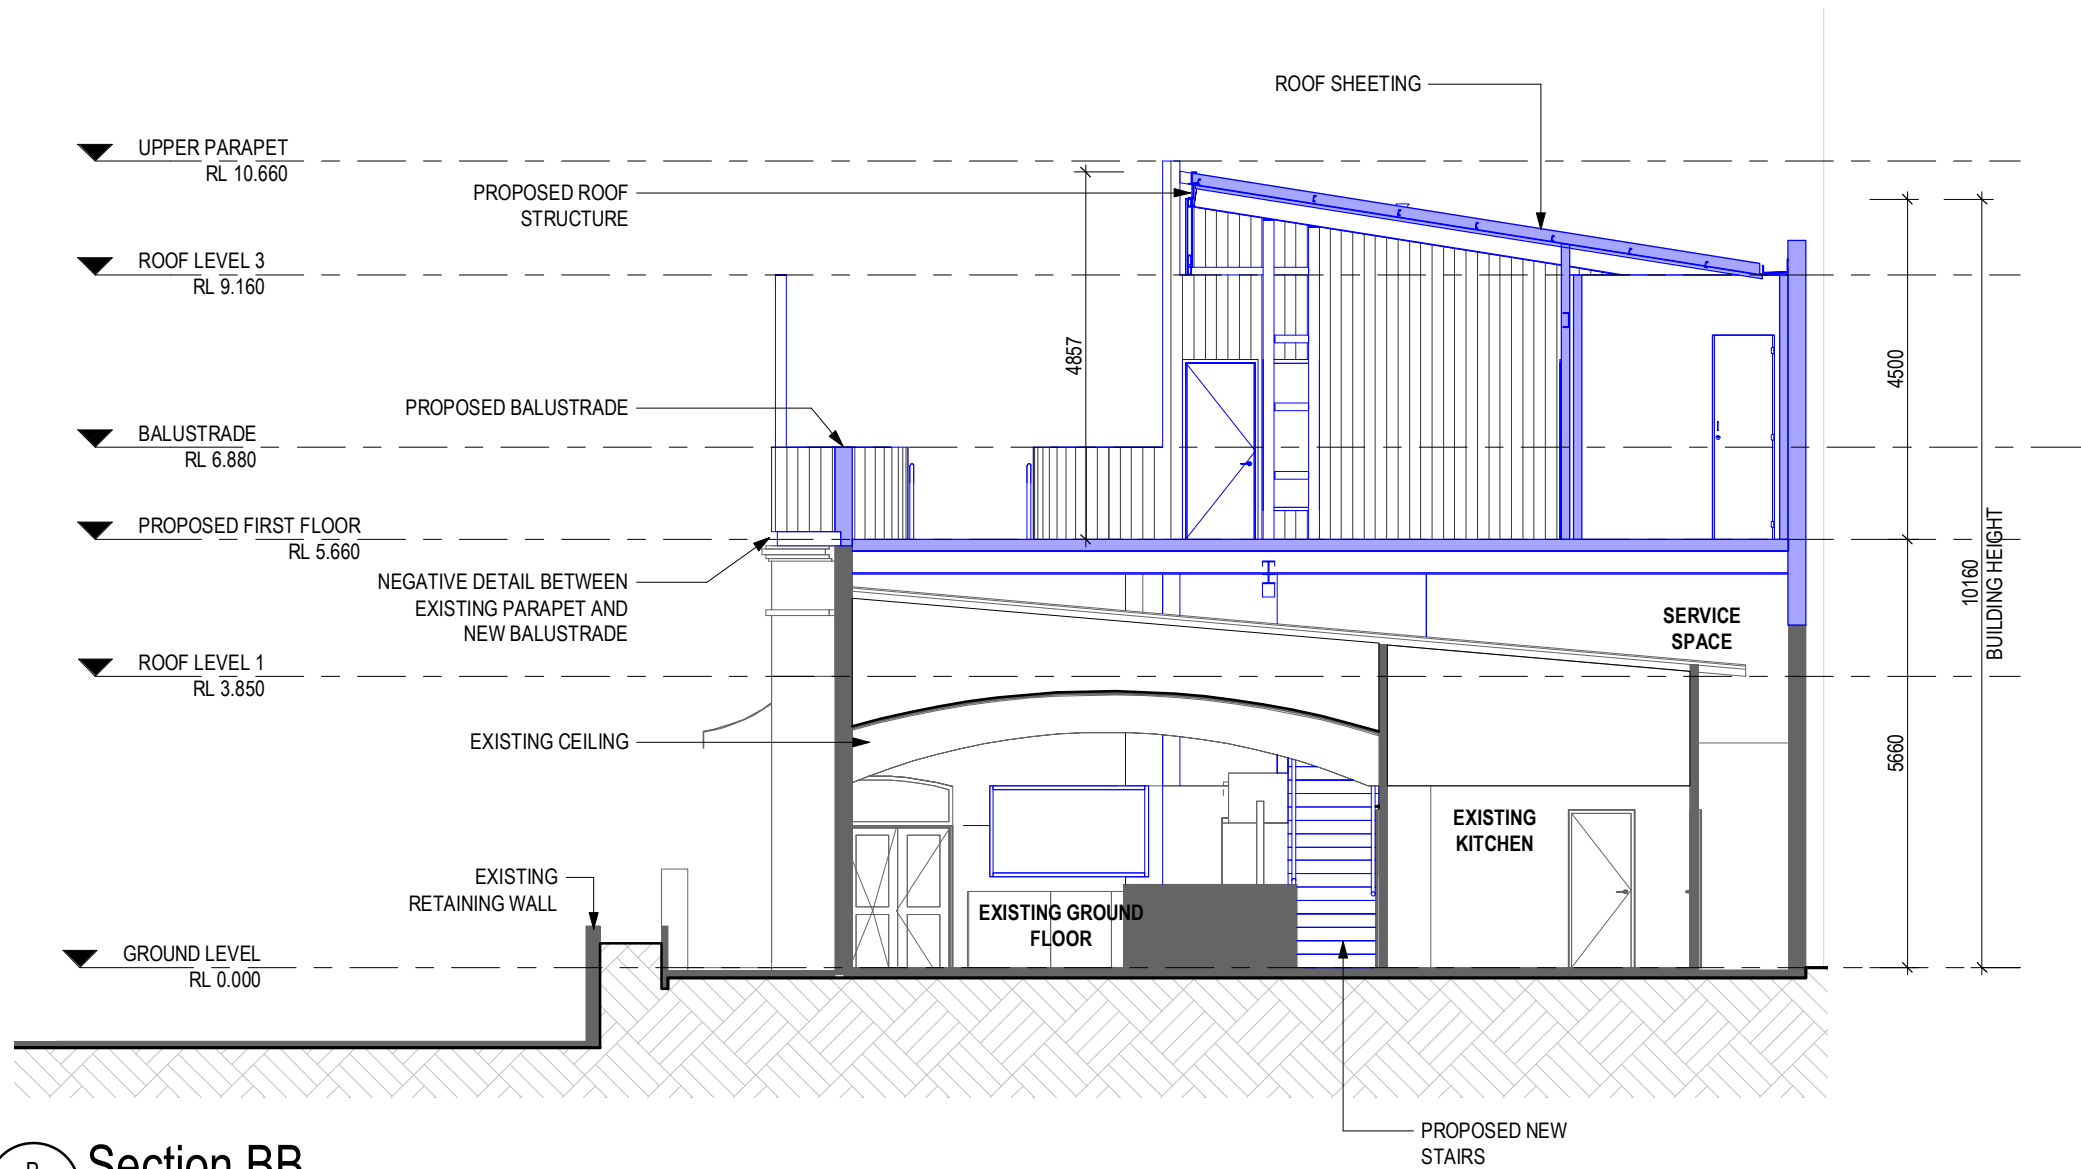 ROOF SHEETING
UPPER PARAPET
RL 10.660
PROPOSED ROOF
STRUCTURE
ROOF LEVEL 3
RL 9.160
4857
4500
PROPOSED BALUSTRADE
BALUSTRADE
RL 6.880
PROPOSED FIRST FLOOR
RL 5.660
NEGATIVE DETAIL BETWEEN
EXISTING PARAPET AND
NEW BALUSTRADE
10160
BUILDING HEIGHT
SERVICE
SPACE
ROOF LEVEL 1
RL 3.850
EXISTING CEILING
5660
EXISTING
KITCHEN
EXISTING
RETAINING WALL
EXISTING GROUND
FLOOR
GROUND LEVEL
RL 0.000
PROPOSED NEW
STAIRS
Section BB